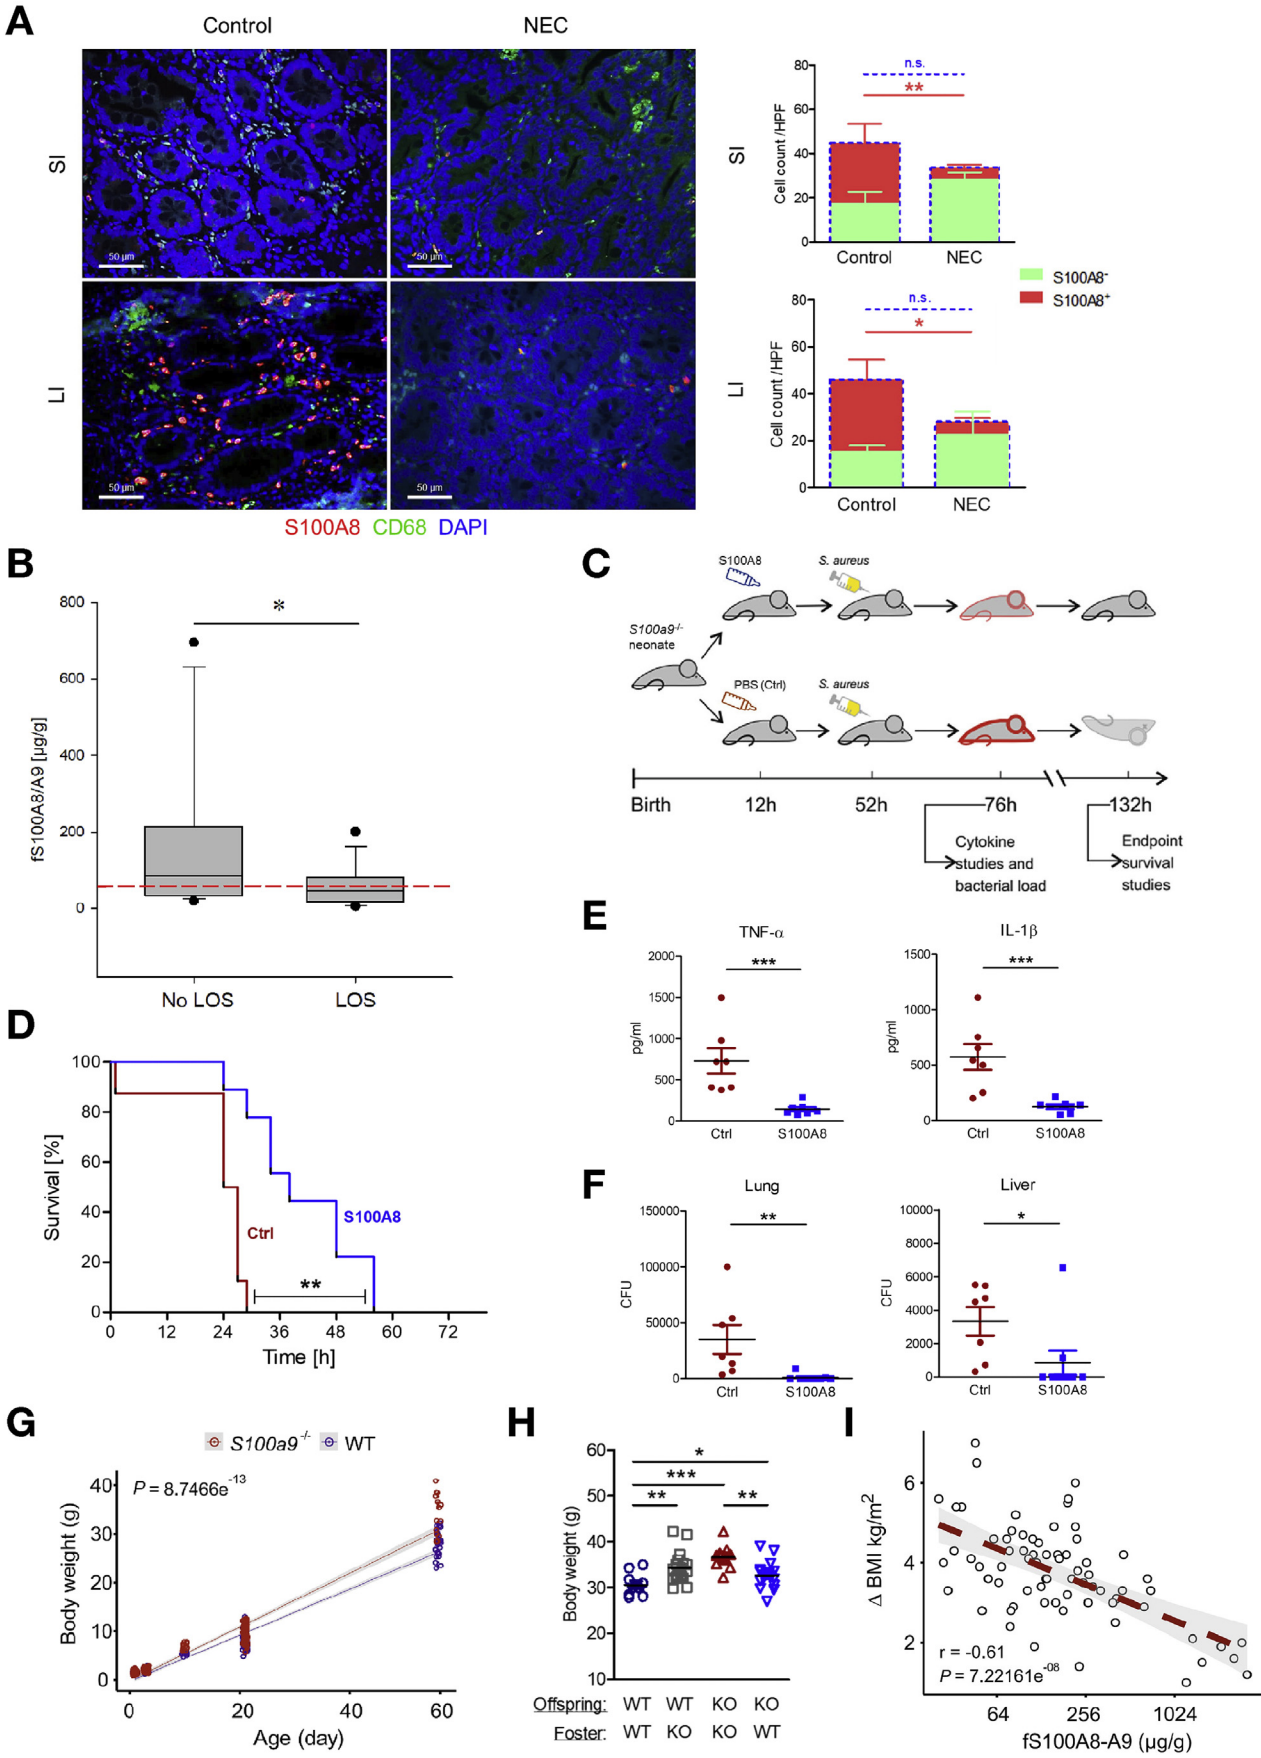 A
Control
NEC
SI
50 µm
50 µm
LI
50 µm
50 µm
S100A8 CD68 DAPI
SI
Cell count /HPF
80
60
40
20
0
n.s.
**
Control
NEC
S100A8-
S100A8+
LI
Cell count /HPF
80
60
40
20
0
n.s.
*
Control
NEC
B
fS100A8/A9 [µg/g]
800
600
400
200
0
*
No LOS
LOS
C
S100A8
S. aureus
S100a9-/-
neonate
PBS (Ctrl)
S. aureus
Birth
12h
52h
76h
132h
Cytokine
studies and
bacterial load
Endpoint
survival
studies
D
Survival [%]
100
80
60
40
20
0
Ctrl
S100A8
**
0 12 24 36 48 60 72
Time [h]
E
TNF-α
pg/ml
2000
1500
1000
500
0
***
Ctrl
S100A8
IL-1β
pg/ml
1500
1000
500
0
***
Ctrl
S100A8
F
Lung
CFU
150000
100000
50000
0
**
Ctrl
S100A8
Liver
CFU
10000
8000
6000
4000
2000
0
*
Ctrl
S100A8
G
S100a9-/- WT
P = 8.7466e-13
Body weight (g)
40
30
20
10
0
0 20 40 60
Age (day)
H
Body weight (g)
60
50
40
30
20
10
*
***
** **
Offspring: WT WT KO KO
Foster: WT KO KO WT
I
Δ BMI kg/m2
6
4
2
r = -0.61
P = 7.22161e-08
64 256 1024
fS100A8-A9 (µg/g)